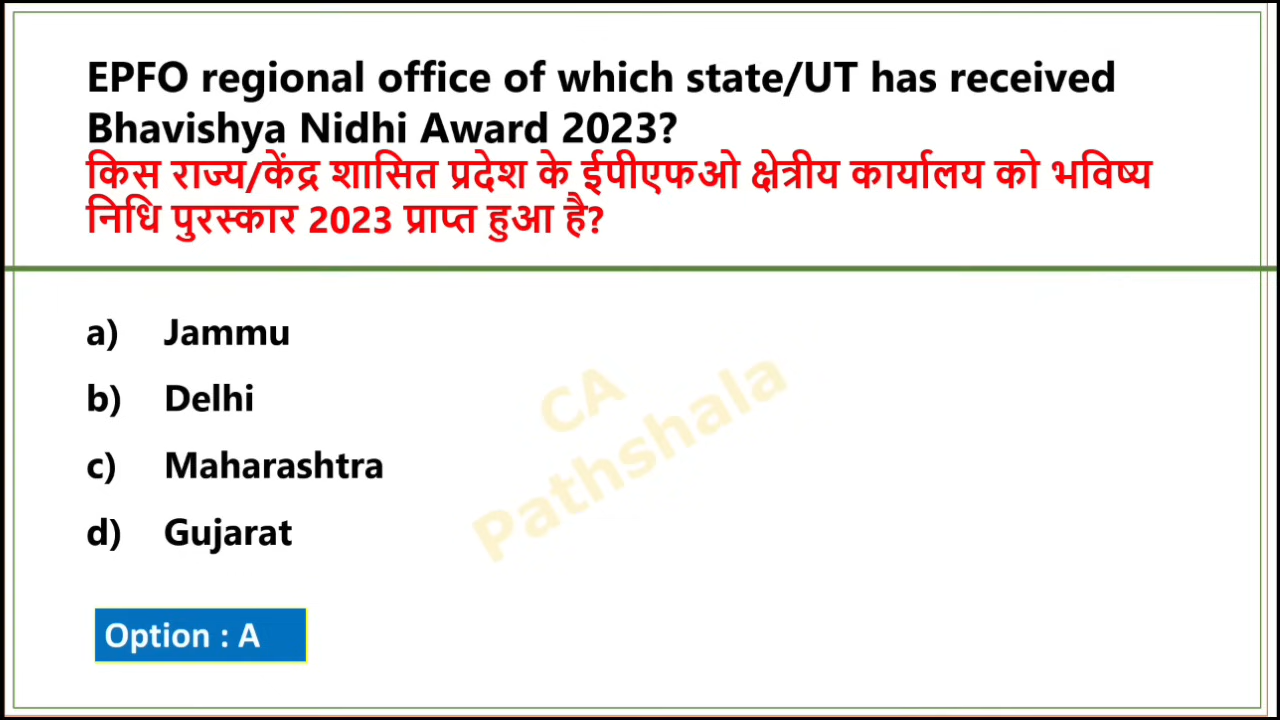 EPFO regional office of which state/UT has received
Bhavishya Nidhi Award 2023?
किस राज्य/केंद्र शासित प्रदेश के ईपीएफओ क्षेत्रीय कार्यालय को भविष्य
निधि पुरस्कार 2023 प्राप्त हुआ है?
a) Jammu
b) Delhi
c) Maharashtra
d) Gujarat
CA
Pathshala
Option : A